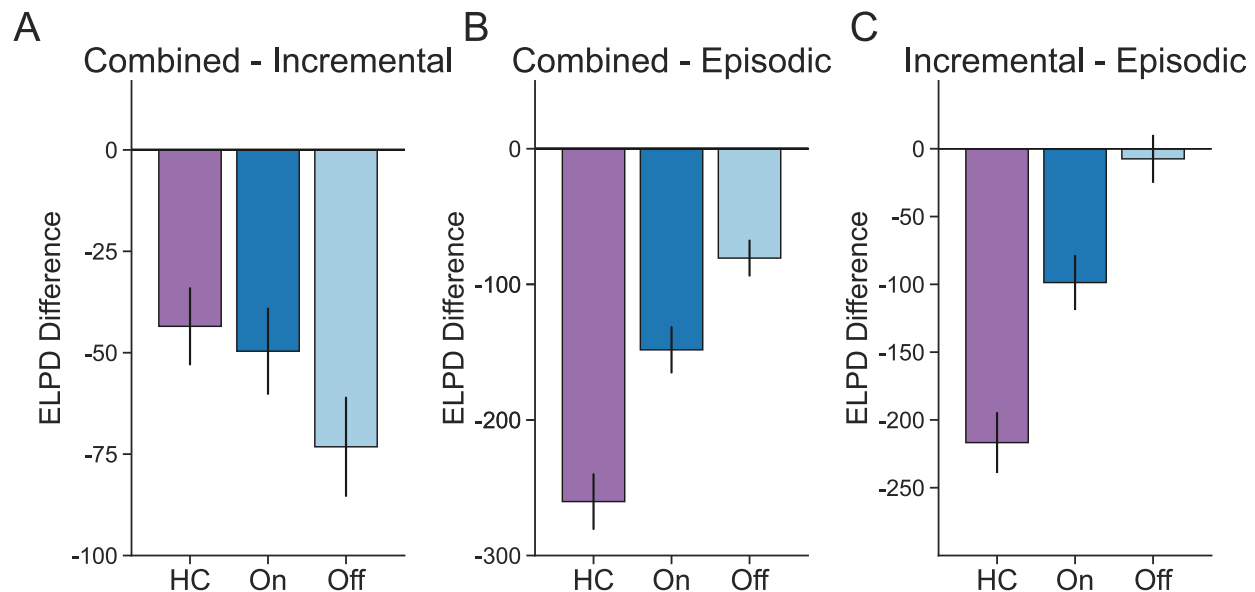 A
Combined - Incremental
ELPD Difference
0
-25
-50
-75
-100
HC On Off
B
Combined - Episodic
ELPD Difference
0
-100
-200
-300
HC On Off
C
Incremental - Episodic
ELPD Difference
0
-50
-100
-150
-200
-250
HC On Off